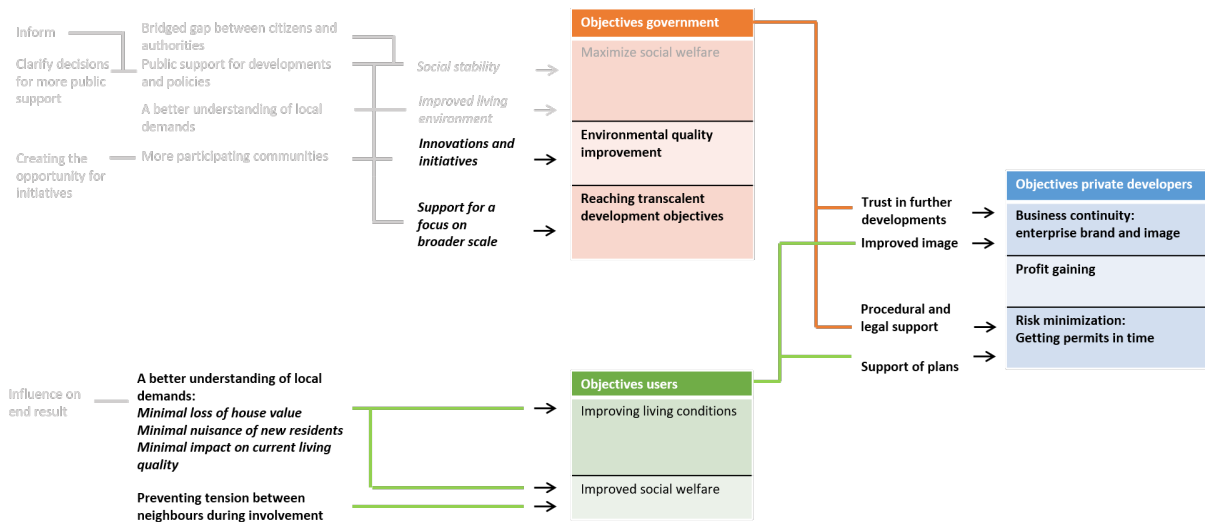 Inform
Clarify decisions
for more public
support
Creating the
opportunity for
initiatives
Bridged gap between citizens and
authorities
Public support for developments
and policies
A better understanding of local
demands
More participating communities
Social stability
Improved living
environment
Innovations and
initiatives
Support for a
focus on
broader scale
Objectives government
Maximize social welfare
Environmental quality
improvement
Reaching transcalent
development objectives
Trust in further
developments
Improved image
Procedural and
legal support
Support of plans
Objectives private developers
Business continuity:
enterprise brand and image
Profit gaining
Risk minimization:
Getting permits in time
Influence on
end result
A better understanding of local
demands:
Minimal loss of house value
Minimal nuisance of new residents
Minimal impact on current living
quality
Preventing tension between
neighbours during involvement
Objectives users
Improving living conditions
Improved social welfare